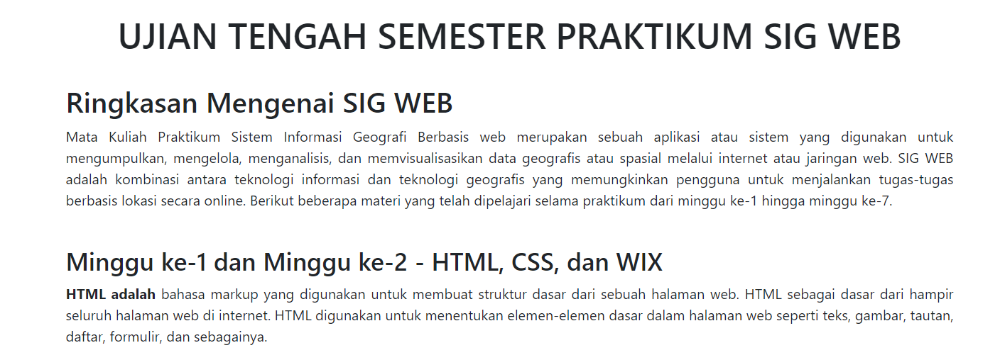 UJIAN TENGAH SEMESTER PRAKTIKUM SIG WEB
Ringkasan Mengenai SIG WEB
Mata Kuliah Praktikum Sistem Informasi Geografi Berbasis web merupakan sebuah aplikasi atau sistem yang digunakan untuk
mengumpulkan, mengelola, menganalisis, dan memvisualisasikan data geografis atau spasial melalui internet atau jaringan web. SIG WEB
adalah kombinasi antara teknologi informasi dan teknologi geografis yang memungkinkan pengguna untuk menjalankan tugas-tugas
berbasis lokasi secara online. Berikut beberapa materi yang telah dipelajari selama praktikum dari minggu ke-1 hingga minggu ke-7.
Minggu ke-1 dan Minggu ke-2 - HTML, CSS, dan WIX
HTML adalah bahasa markup yang digunakan untuk membuat struktur dasar dari sebuah halaman web. HTML sebagai dasar dari hampir
seluruh halaman web di internet. HTML digunakan untuk menentukan elemen-elemen dasar dalam halaman web seperti teks, gambar, tautan,
daftar, formulir, dan sebagainya.